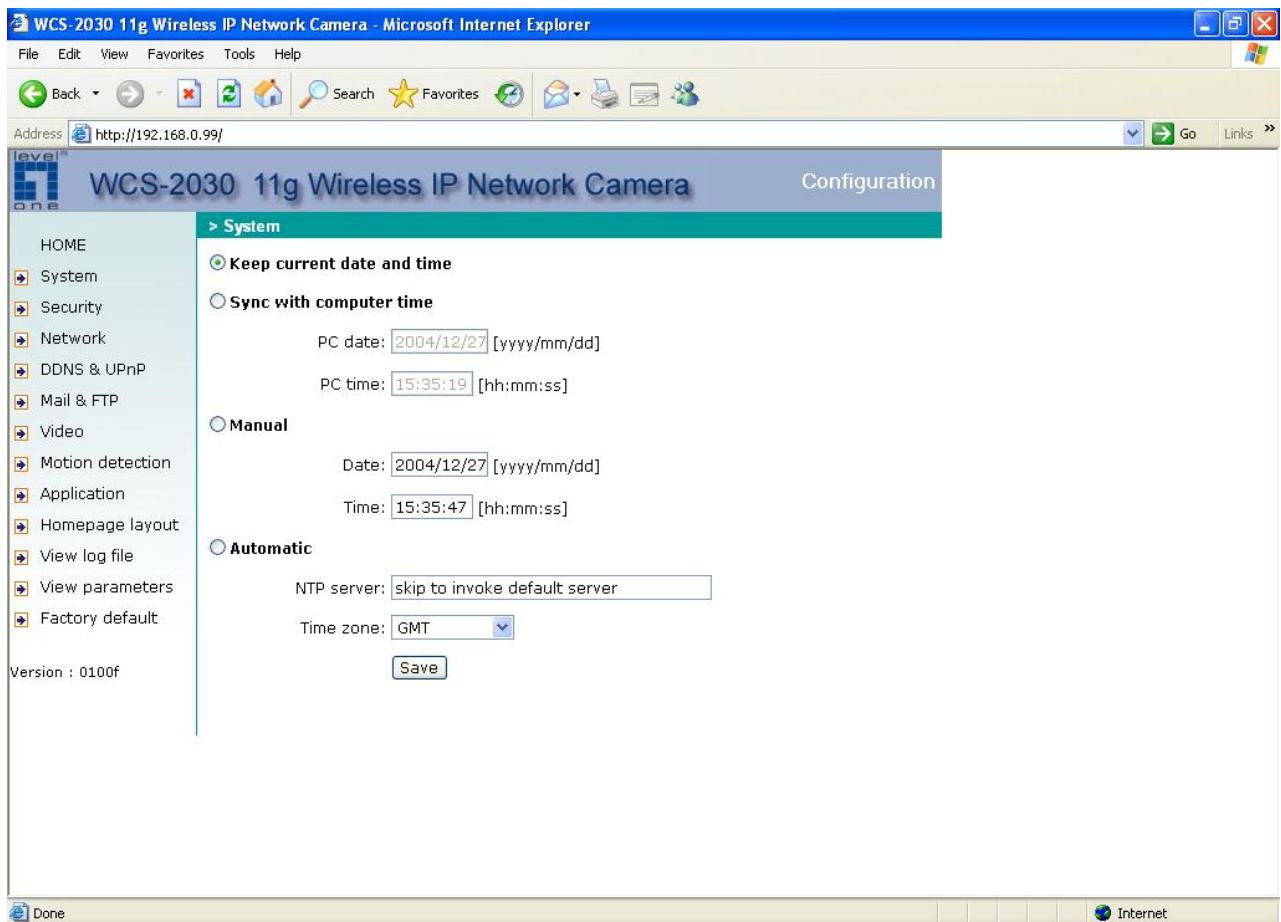 WCS-2030 11g Wireless IP Network Camera - Microsoft Internet Explorer
File Edit View Favorites Tools Help
Back Search Favorites
Address http://192.168.0.99/ Go Links »
level™
one
WCS-2030 11g Wireless IP Network Camera Configuration
> System
HOME
System
Security
Network
DDNS & UPnP
Mail & FTP
Video
Motion detection
Application
Homepage layout
View log file
View parameters
Factory default
Version : 0100f
Keep current date and time
Sync with computer time
PC date: 2004/12/27 [yyyy/mm/dd]
PC time: 15:35:19 [hh:mm:ss]
Manual
Date: 2004/12/27 [yyyy/mm/dd]
Time: 15:35:47 [hh:mm:ss]
Automatic
NTP server: skip to invoke default server
Time zone: GMT
Save
Done Internet